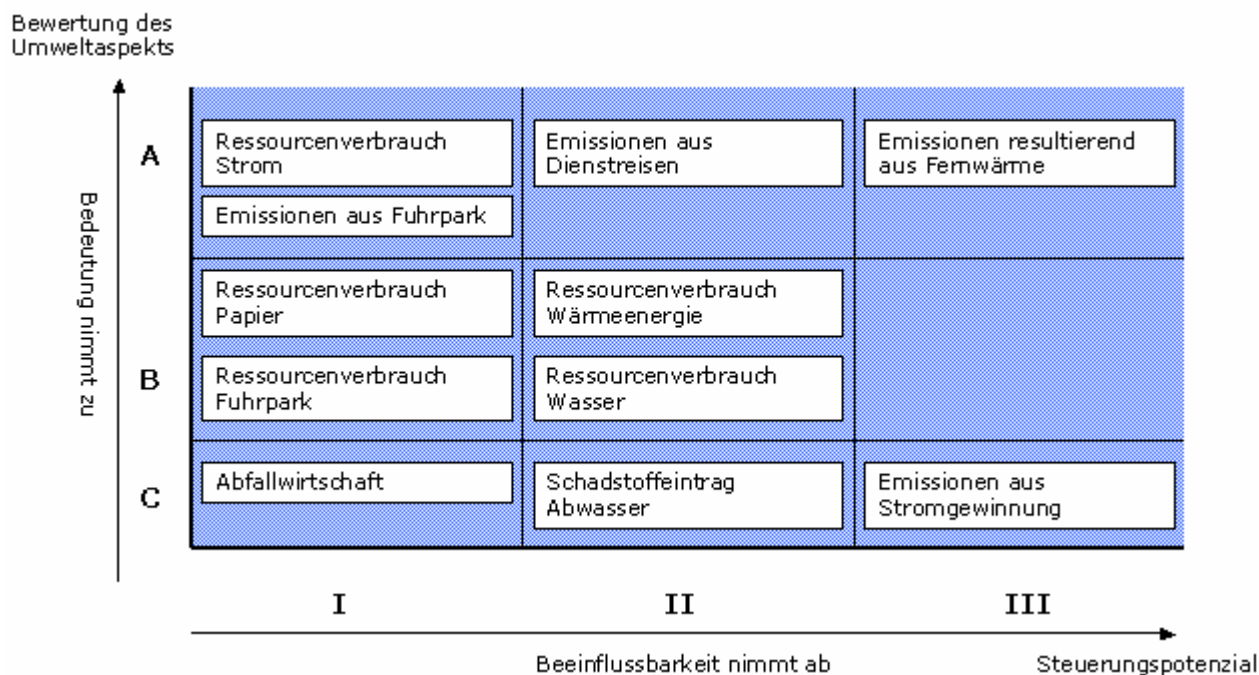 Bewertung des
Umweltaspekts
A
Ressourcenverbrauch
Strom
Emissionen aus Fuhrpark
Emissionen aus
Dienstreisen
Emissionen resultierend
aus Fernwärme
Bedeutung nimmt zu
B
Ressourcenverbrauch
Papier
Ressourcenverbrauch
Fuhrpark
Ressourcenverbrauch
Wärmeenergie
Ressourcenverbrauch
Wasser
C
Abfallwirtschaft
Schadstoffeintrag
Abwasser
Emissionen aus
Stromgewinnung
I
II
III
Beeinflussbarkeit nimmt ab
Steuerungspotenzial